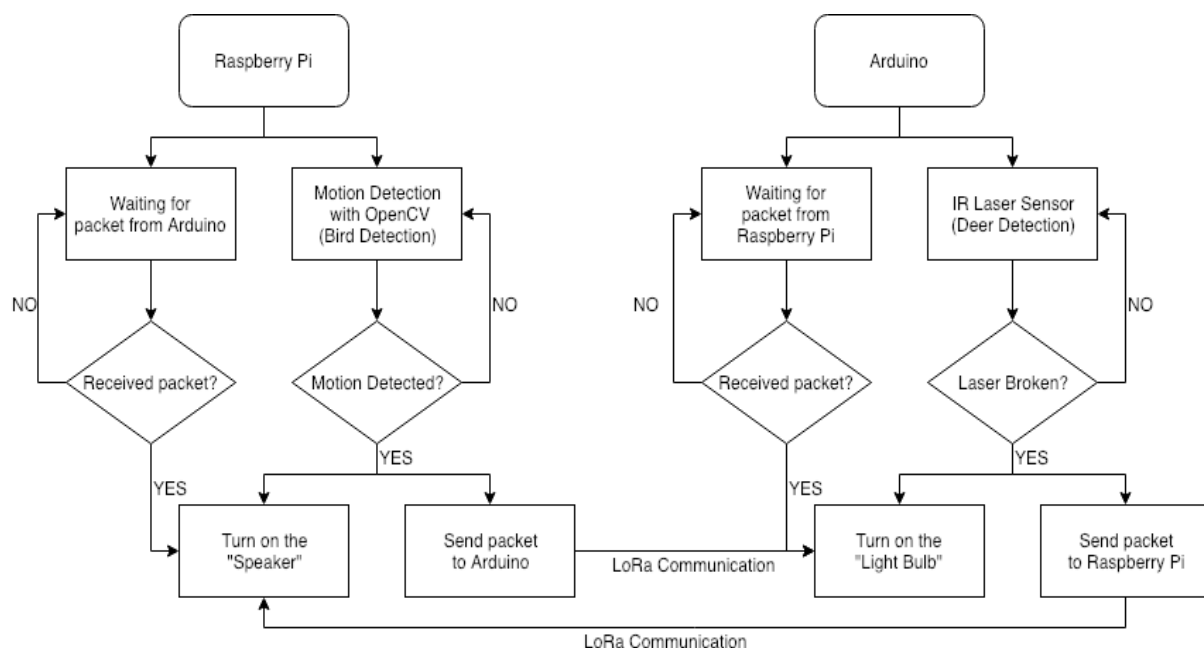 Raspberry Pi
Arduino
Waiting for
packet from Arduino
Motion Detection
with OpenCV
(Bird Detection)
Waiting for
packet from
Raspberry Pi
IR Laser Sensor
(Deer Detection)
NO
NO
NO
NO
Received packet?
Motion Detected?
Received packet?
Laser Broken?
YES
YES
YES
YES
Turn on the
"Speaker"
Send packet
to Arduino
LoRa Communication
Turn on the
"Light Bulb"
Send packet
to Raspberry Pi
LoRa Communication